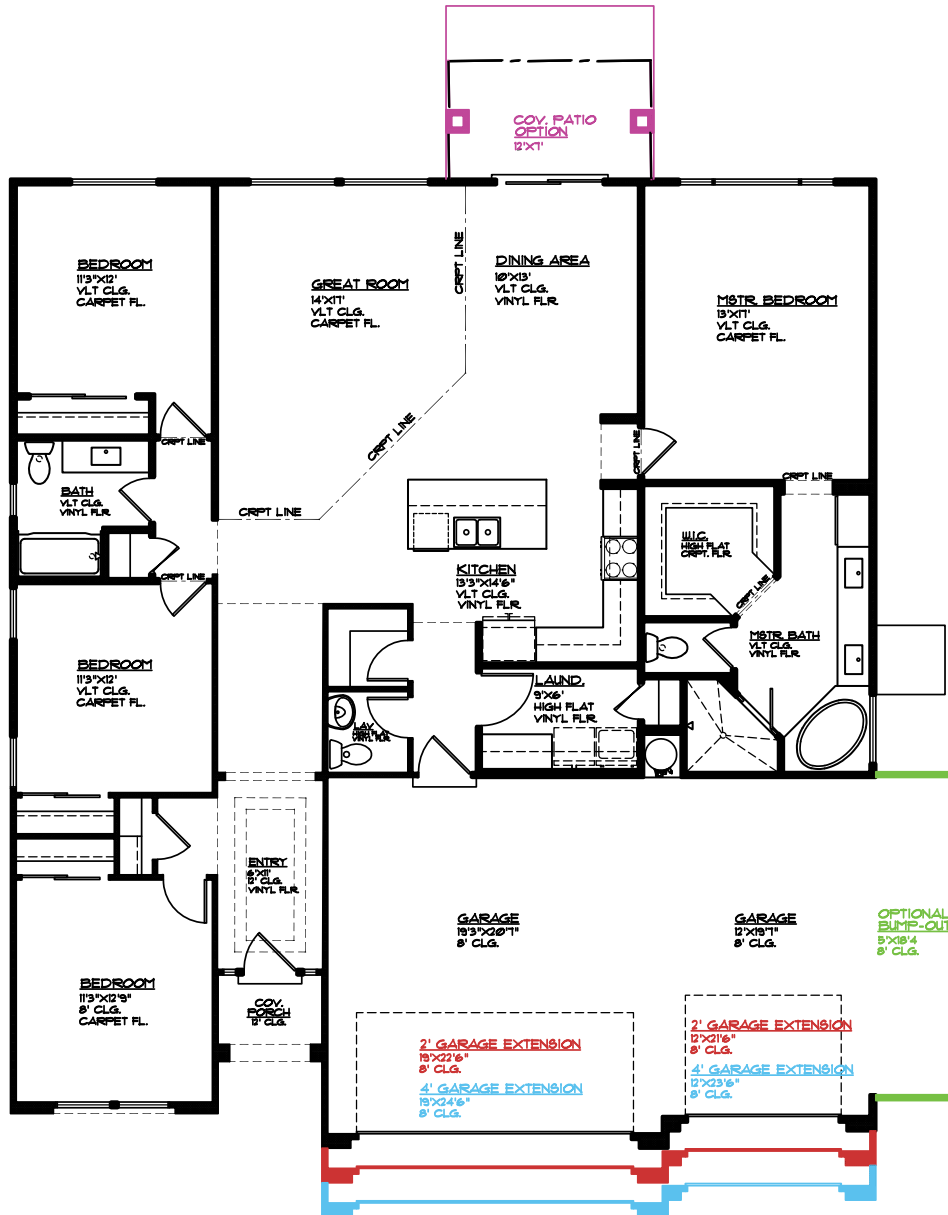 COV. PATIO
OPTION
12'X7'
BEDROOM
11'3"X12'
VLT CLG.
CARPET FL.
GREAT ROOM
14'X17'
VLT CLG.
CARPET FL.
CRPT LINE
DINING AREA
10'X13'
VLT CLG.
VINYL FLR.
MSTR. BEDROOM
13'X17'
VLT CLG.
CARPET FL.
CRPT LINE
CRPT LINE
CRPT LINE
CRPT LINE
CRPT LINE
BATH
VLT CLG.
VINYL FLR.
CRPT LINE
W.I.C.
HIGH FLAT
CRPT. FLR.
CRPT LINE
KITCHEN
13'3"X14'6"
VLT CLG.
VINYL FLR.
MSTR. BATH
VLT CLG.
VINYL FLR.
BEDROOM
11'3"X12'
VLT CLG.
CARPET FL.
LAUND.
9'X6'
HIGH FLAT
VINYL FLR.
LAV.
HIGH FLAT
VINYL FLR.
ENTRY
6'X11'
12' CLG.
VINYL FLR.
GARAGE
19'3"X20'7"
8' CLG.
GARAGE
12'X19'7"
8' CLG.
OPTIONAL
BUMP-OUT
5'X18'4
8' CLG.
BEDROOM
11'3"X12'9"
8' CLG.
CARPET FL.
COV.
PORCH
12' CLG.
2' GARAGE EXTENSION
19'X22'6"
8' CLG.
4' GARAGE EXTENSION
19'X24'6"
8' CLG.
2' GARAGE EXTENSION
12'X21'6"
8' CLG.
4' GARAGE EXTENSION
12'X23'6"
8' CLG.